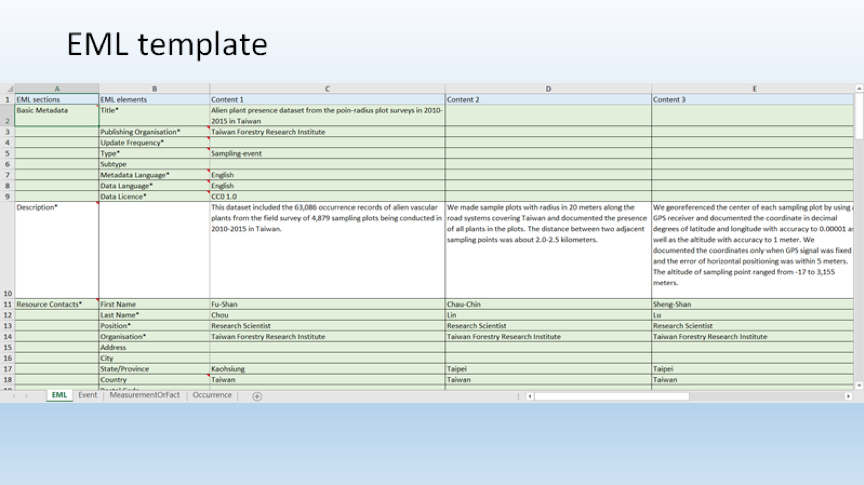 EML template
A B C D E
1 EML sections EML elements Content 1 Content 2 Content 3
Basic Metadata Title* Alien plant presence dataset from the poin-radius plot surveys in 2010-
2 2015 in Taiwan
3 Publishing Organisation* Taiwan Forestry Research Institute
4 Update Frequency*
5 Type* Sampling-event
6 Subtype
7 Metadata Language* English
8 Data Language* English
9 Data Licence* CC0 1.0
Description* This dataset included the 63,086 occurrence records of alien vascular We made sample plots with radius in 20 meters along the We georeferenced the center of each sampling plot by using
plants from the field survey of 4,879 sampling plots being conducted in road systems covering Taiwan and documented the presence GPS receiver and documented the coordinate in decimal
2010-2015 in Taiwan. of all plants in the plots. The distance between two adjacent degrees of latitude and longitude with accuracy to 0.00001
sampling points was about 2.0-2.5 kilometers. well as the altitude with accuracy to 1 meter. We
documented the coordinates only when GPS signal was fixed
and the error of horizontal positioning was within 5 meters.
The altitude of sampling point ranged from -17 to 3,155
10 meters.
11 Resource Contacts* First Name Fu-Shan Chau-Chin Sheng-Shan
12 Last Name* Chou Lin Lu
13 Position* Research Scientist Research Scientist Research Scientist
14 Organisation* Taiwan Forestry Research Institute Taiwan Forestry Research Institute Taiwan Forestry Research Institute
15 Address
16 City
17 State/Province Kaohsiung Taipei Taipei
18 Country Taiwan Taiwan Taiwan
EML Event MeasurementOrFact Occurrence